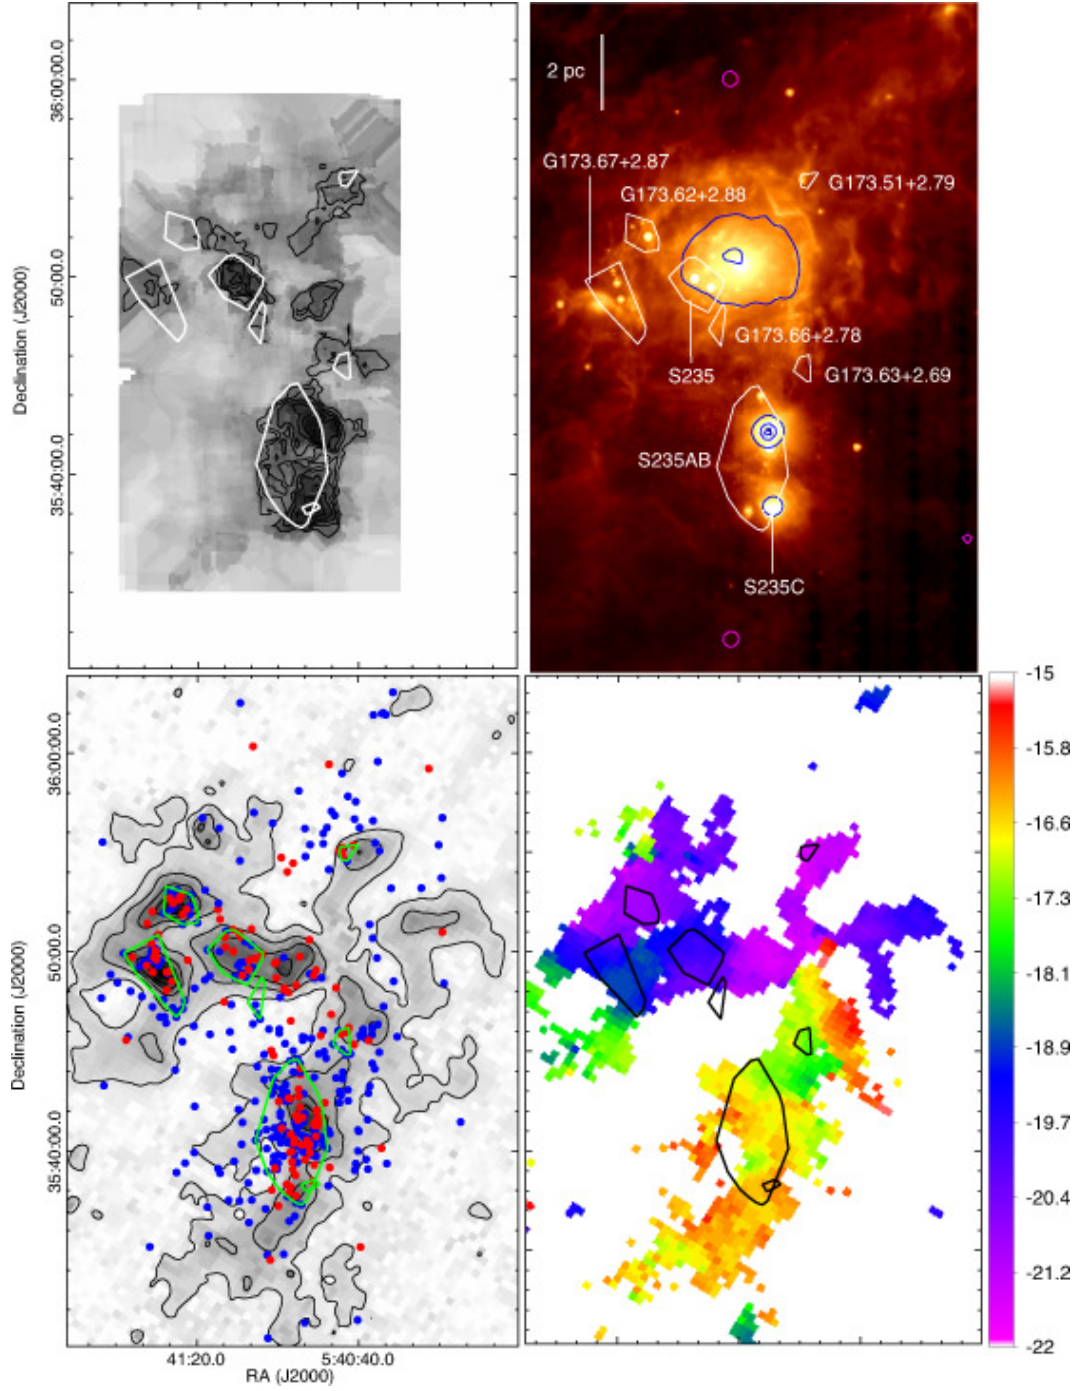 36:00:00.0
50:00.0
35:40:00.0
Declination (J2000)
2 pc
G173.67+2.87
G173.62+2.88
G173.51+2.79
G173.66+2.78
S235
G173.63+2.69
S235AB
S235C
36:00:00.0
50:00.0
35:40:00.0
Declination (J2000)
41:20.0
5:40:40.0
RA (J2000)
-15
-15.8
-16.6
-17.3
-18.1
-18.9
-19.7
-20.4
-21.2
-22